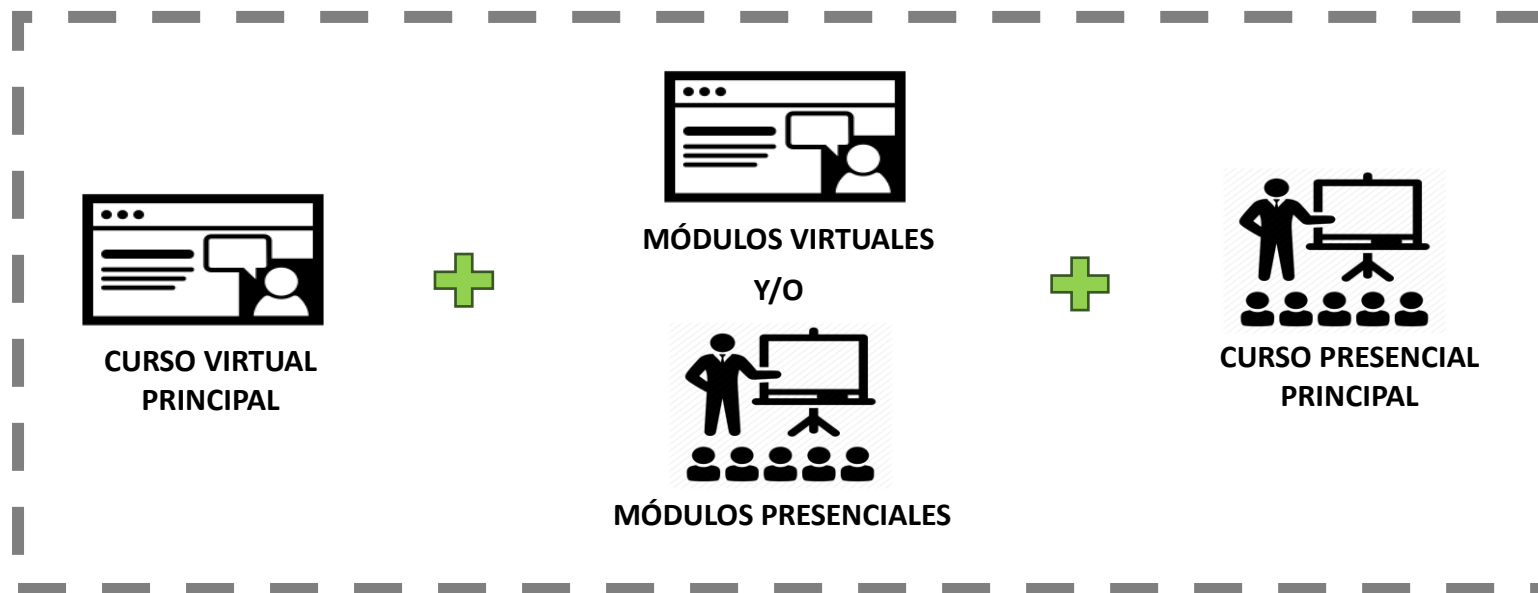 CURSO VIRTUAL
PRINCIPAL
MÓDULOS VIRTUALES
Y/O
MÓDULOS PRESENCIALES
CURSO PRESENCIAL
PRINCIPAL